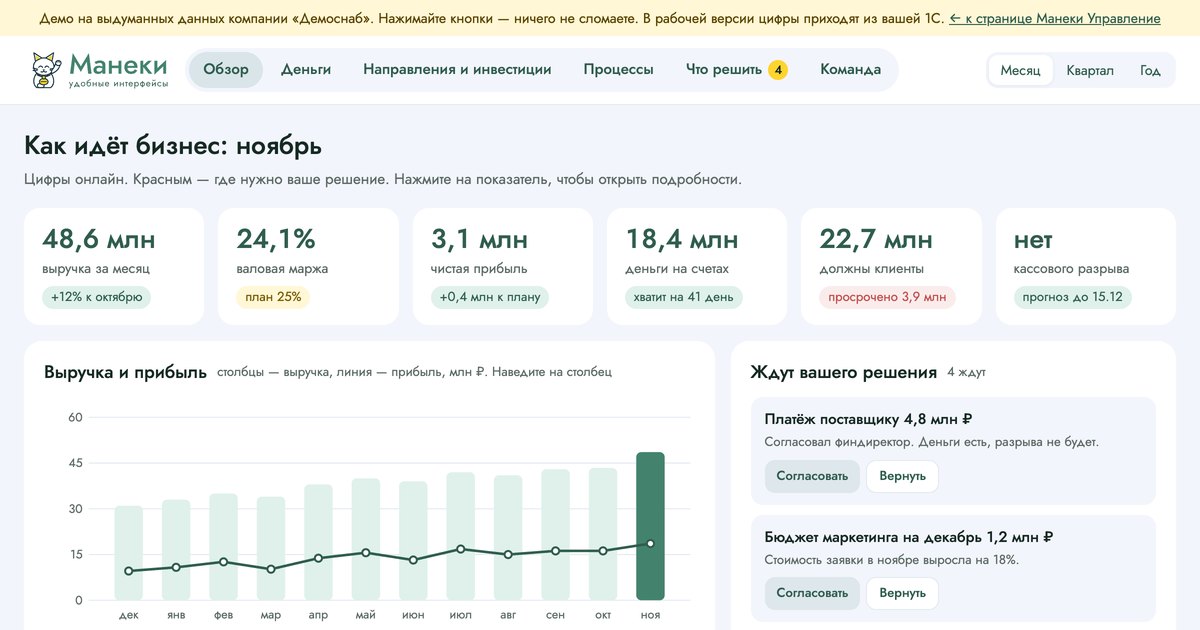 Демо на выдуманных данных компании «Демоснаб». Нажимайте кнопки — ничего не сломаете. В рабочей версии цифры приходят из вашей 1С. ← к странице Манеки Управление
Манеки
удобные интерфейсы
Обзор
Деньги
Направления и инвестиции
Процессы
Что решить 4
Команда
Месяц
Квартал
Год
Как идёт бизнес: ноябрь
Цифры онлайн. Красным — где нужно ваше решение. Нажмите на показатель, чтобы открыть подробности.
48,6 млн
выручка за месяц
+12% к октябрю
24,1%
валовая маржа
план 25%
3,1 млн
чистая прибыль
+0,4 млн к плану
18,4 млн
деньги на счетах
хватит на 41 день
22,7 млн
должны клиенты
просрочено 3,9 млн
нет
кассового разрыва
прогноз до 15.12
Выручка и прибыль столбцы — выручка, линия — прибыль, млн ₽. Наведите на столбец
60
45
30
15
0
дек янв фев мар апр май июн июл авг сен окт ноя
Ждут вашего решения 4 ждут
Платёж поставщику 4,8 млн ₽
Согласовал финдиректор. Деньги есть, разрыва не будет.
Согласовать Вернуть
Бюджет маркетинга на декабрь 1,2 млн ₽
Стоимость заявки в ноябре выросла на 18%.
Согласовать Вернуть